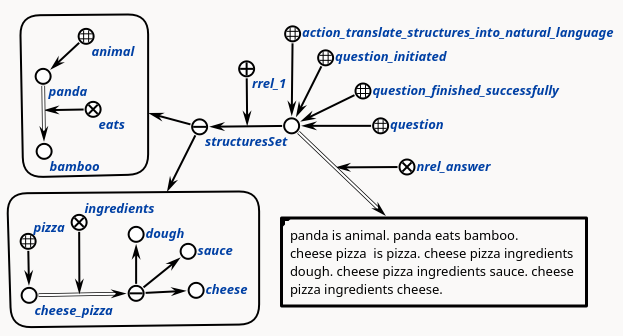 action_translate_structures_into_natural_language
animal
question_initiated
rrel_1
panda
question_finished_successfully
eats
question
structuresSet
bamboo
nrel_answer
ingredients
pizza
dough
sauce
cheese
cheese_pizza
panda is animal. panda eats bamboo.
cheese pizza  is pizza. cheese pizza ingredients
dough. cheese pizza ingredients sauce. cheese
pizza ingredients cheese.